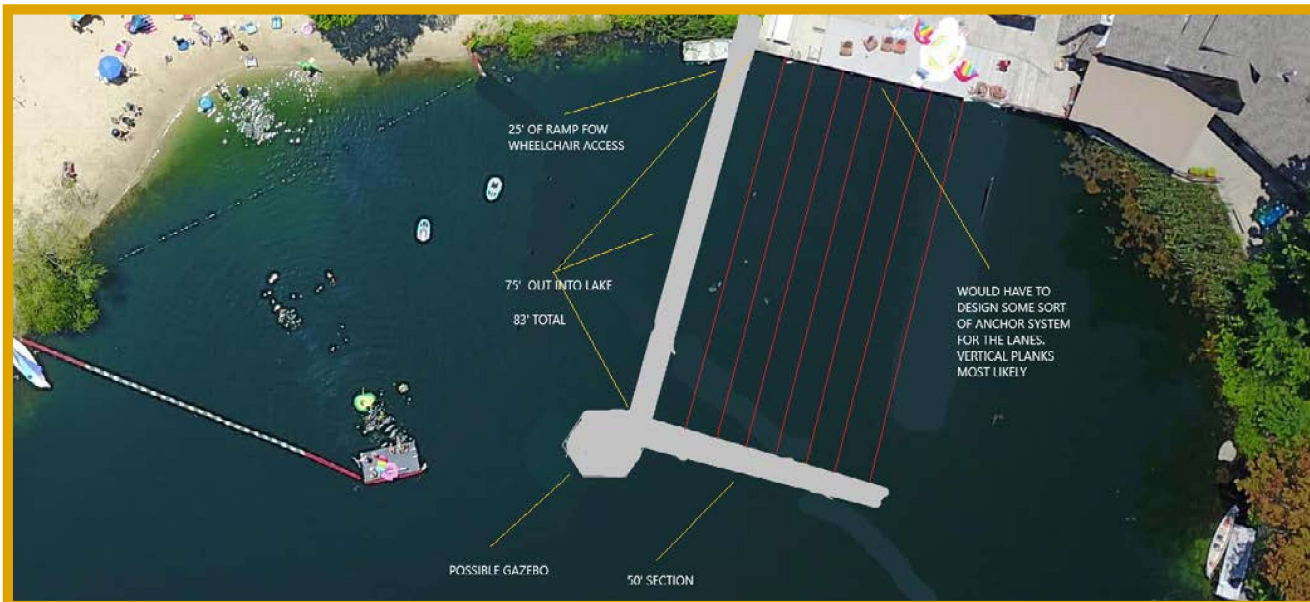 25' OF RAMP FOW
WHEELCHAIR ACCESS
75' OUT INTO LAKE
83' TOTAL
WOULD HAVE TO
DESIGN SOME SORT
OF ANCHOR SYSTEM
FOR THE LANES.
VERTICAL PLANKS
MOST LIKELY
POSSIBLE GAZEBO
50' SECTION